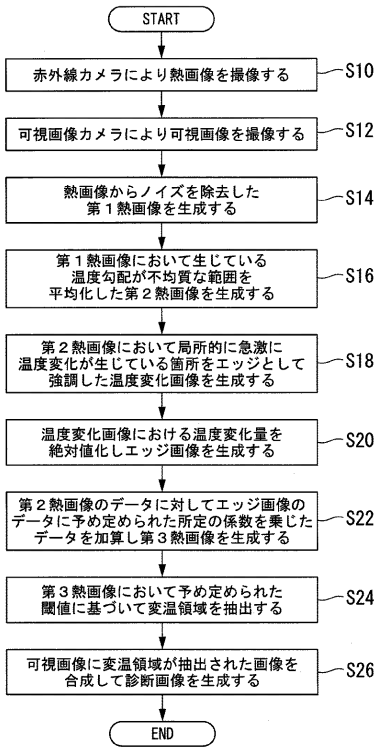 START
赤外線カメラにより熱画像を撮像する
S10
可視画像カメラにより可視画像を撮像する
S12
熱画像からノイズを除去した
第1熱画像を生成する
S14
第1熱画像において生じている
温度勾配が不均質な範囲を
平均化した第2熱画像を生成する
S16
第2熱画像において局所的に急激に
温度変化が生じている箇所をエッジとして
強調した温度変化画像を生成する
S18
温度変化画像における温度変化量を
絶対値化しエッジ画像を生成する
S20
第2熱画像のデータに対してエッジ画像の
データに予め定められた所定の係数を乗じた
データを加算し第3熱画像を生成する
S22
第3熱画像において予め定められた
閾値に基づいて変温領域を抽出する
S24
可視画像に変温領域が抽出された画像を
合成して診断画像を生成する
S26
END